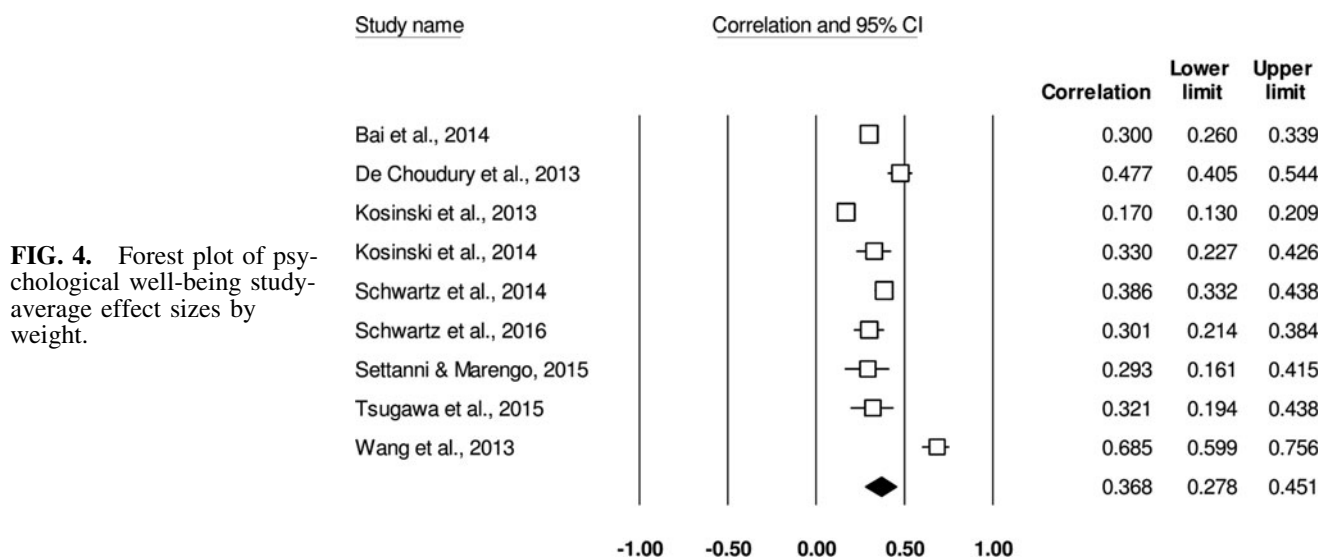 Study name Correlation and 95% CI
Correlation Lower limit Upper limit
Bai et al., 2014 0.300 0.260 0.339
De Choudury et al., 2013 0.477 0.405 0.544
Kosinski et al., 2013 0.170 0.130 0.209
Kosinski et al., 2014 0.330 0.227 0.426
Schwartz et al., 2014 0.386 0.332 0.438
Schwartz et al., 2016 0.301 0.214 0.384
Settanni & Marengo, 2015 0.293 0.161 0.415
Tsugawa et al., 2015 0.321 0.194 0.438
Wang et al., 2013 0.685 0.599 0.756
0.368 0.278 0.451
-1.00 -0.50 0.00 0.50 1.00
FIG. 4. Forest plot of psy-
chological well-being study-
average effect sizes by
weight.